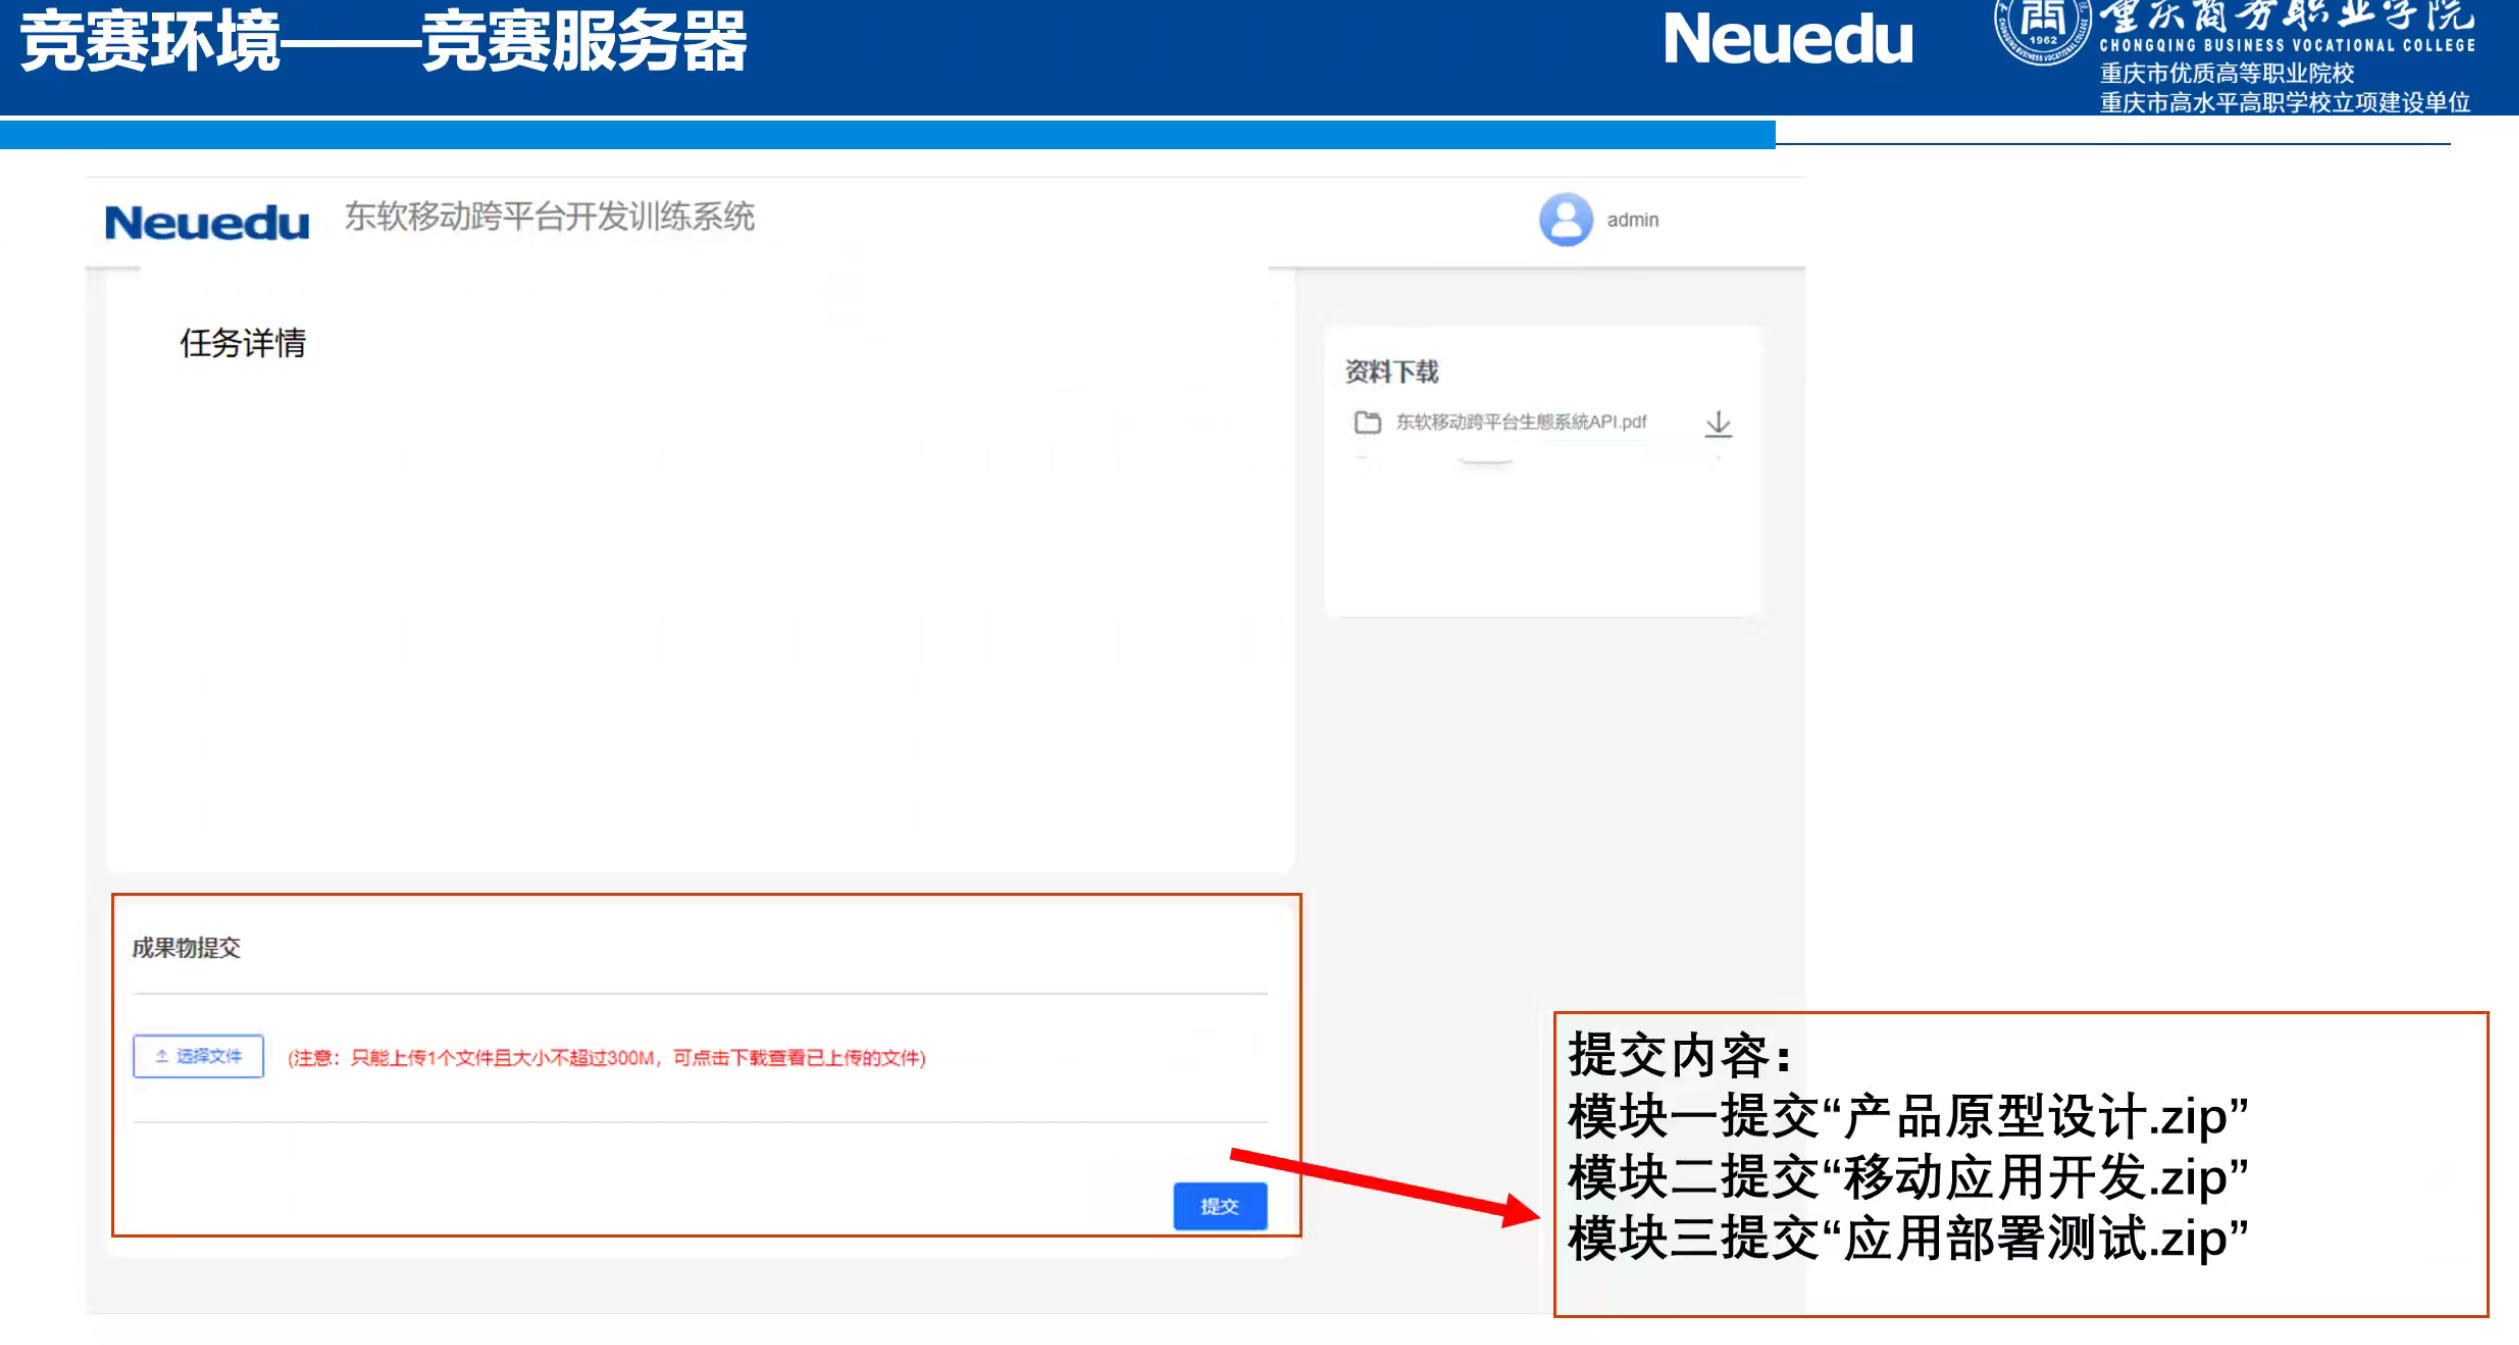 竞赛环境——竞赛服务器
Neuedu
商
1962
重庆商务职业学院
CHONGQING BUSINESS VOCATIONAL COLLEGE
重庆市优质高等职业院校
重庆市高水平高职学校立项建设单位
Neuedu
东软移动跨平台开发训练系统
admin
任务详情
资料下载
东软移动跨平台生態系統API.pdf
成果物提交
选择文件
(注意：只能上传1个文件且大小不超过300M，可点击下载查看已上传的文件)
提交
提交内容：
模块一提交“产品原型设计.zip”
模块二提交“移动应用开发.zip”
模块三提交“应用部署测试.zip”